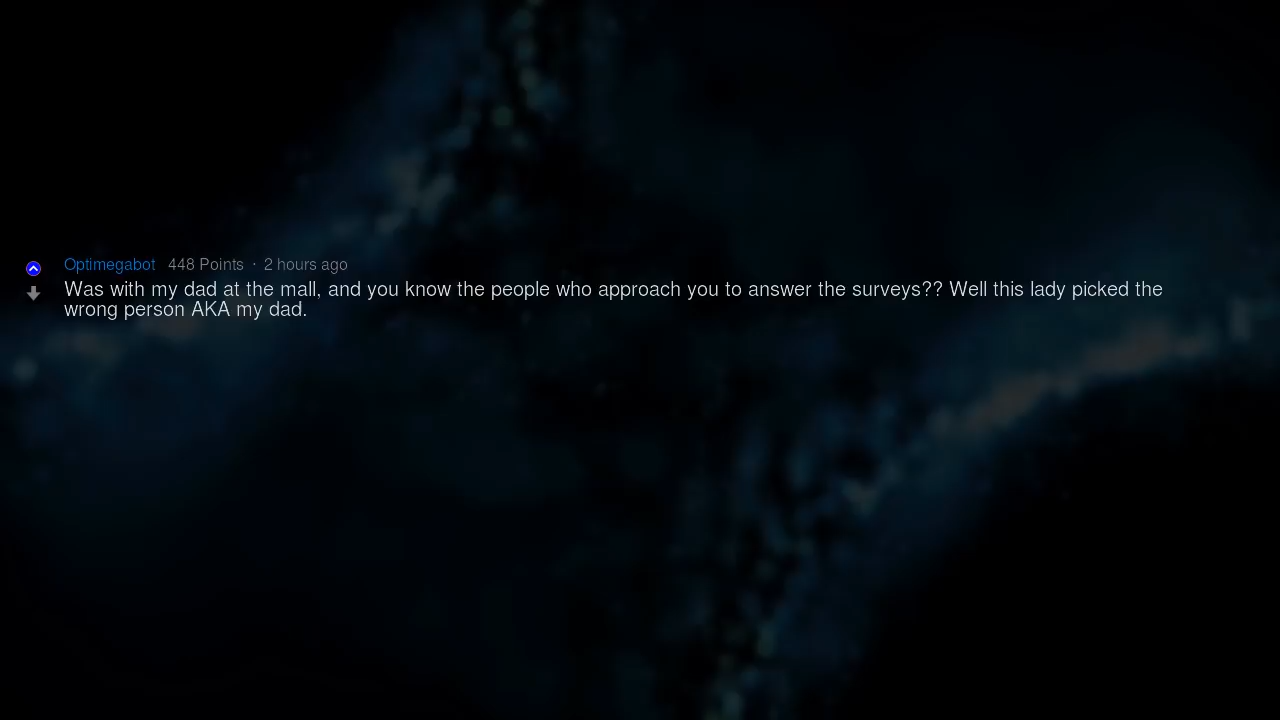 Optimegabot 448 Points · 2 hours ago
Was with my dad at the mall, and you know the people who approach you to answer the surveys?? Well this lady picked the
wrong person AKA my dad.